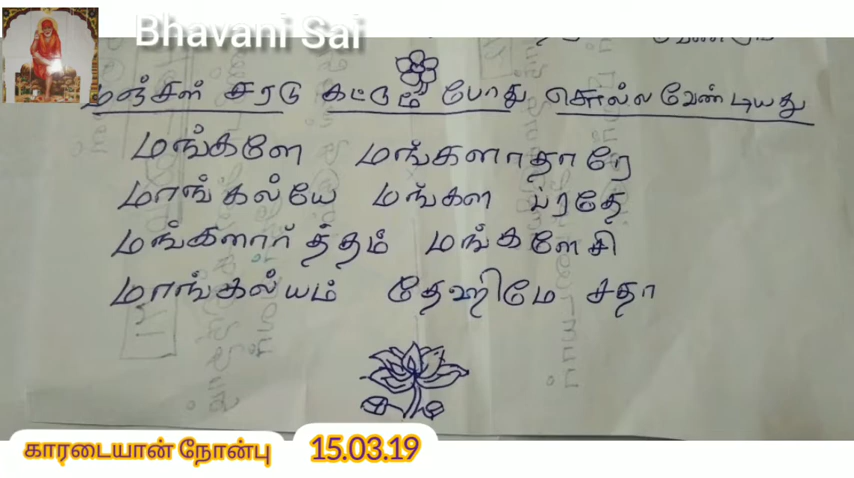 Bhavani Sai
மஞ்சள் சரடு கட்டும் போது சொல்ல வேண்டியது
மங்களே மங்களாதாரே
மாங்கல்யே மங்கள ப்ரதே
மங்களார்த்தம் மங்களேசி
மாங்கல்யம் தேஹிமே சதா
காரடையான் நோன்பு 15.03.19